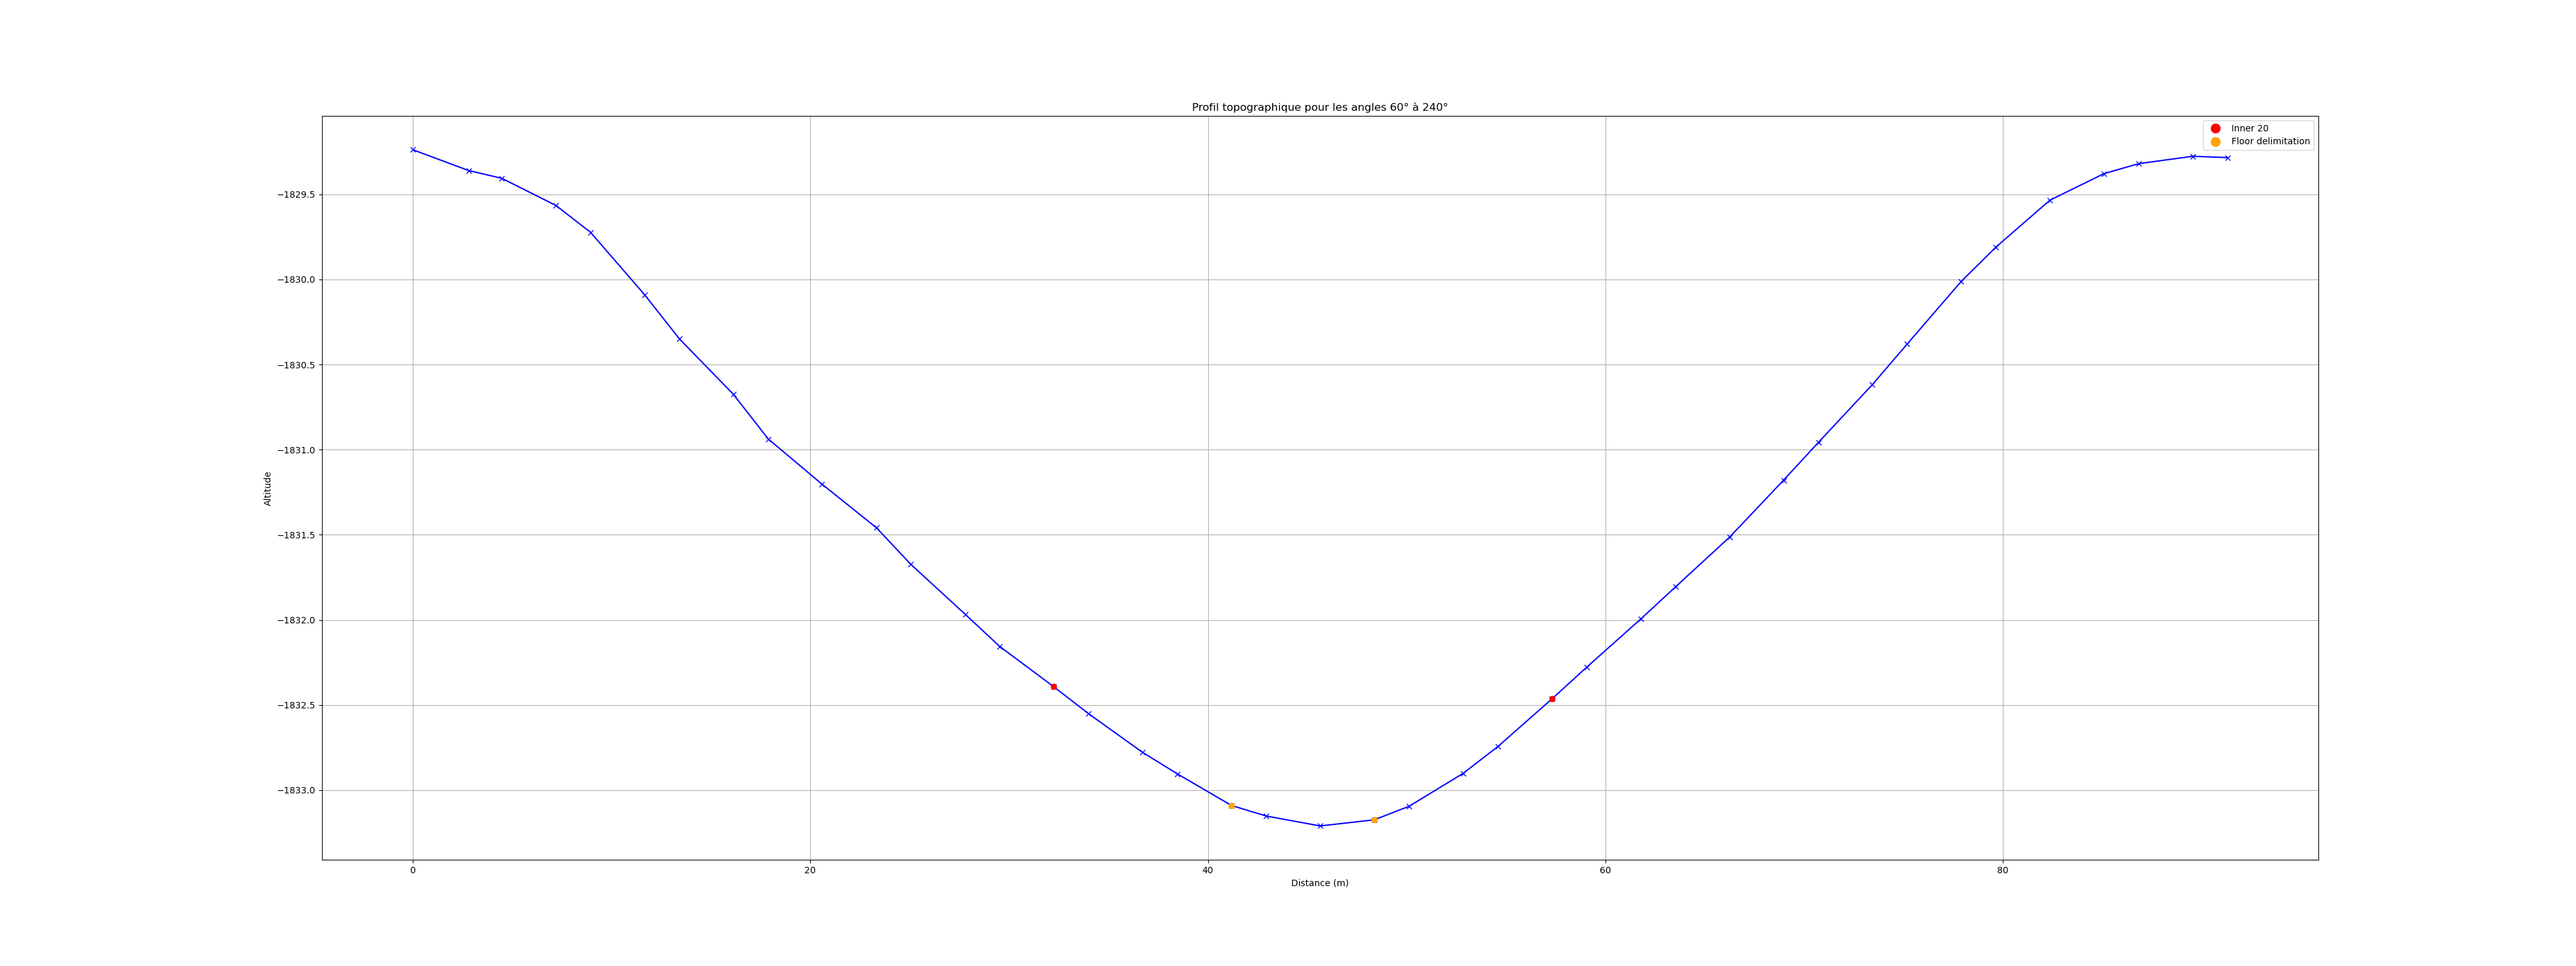 Profil topographique pour les angles 60° à 240°
Inner 20
Floor delimitation
−1829.5
−1830.0
−1830.5
−1831.0
−1831.5
−1832.0
−1832.5
−1833.0
Altitude
0 20 40 60 80
Distance (m)